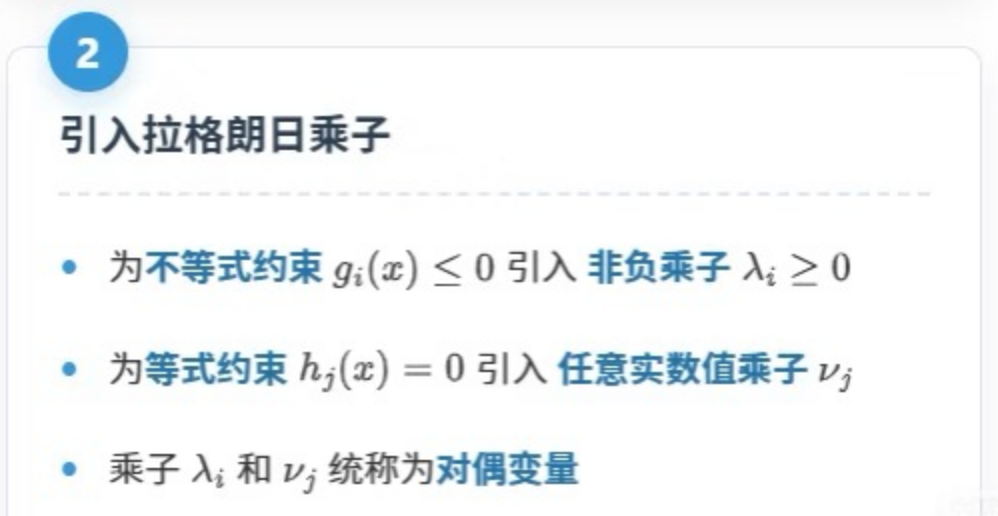 2
引入拉格朗日乘子
为不等式约束 gᵢ(x) ≤ 0 引入 非负乘子 λᵢ ≥ 0
为等式约束 hⱼ(x) = 0 引入 任意实数值乘子 νⱼ
乘子 λᵢ 和 νⱼ 统称为对偶变量